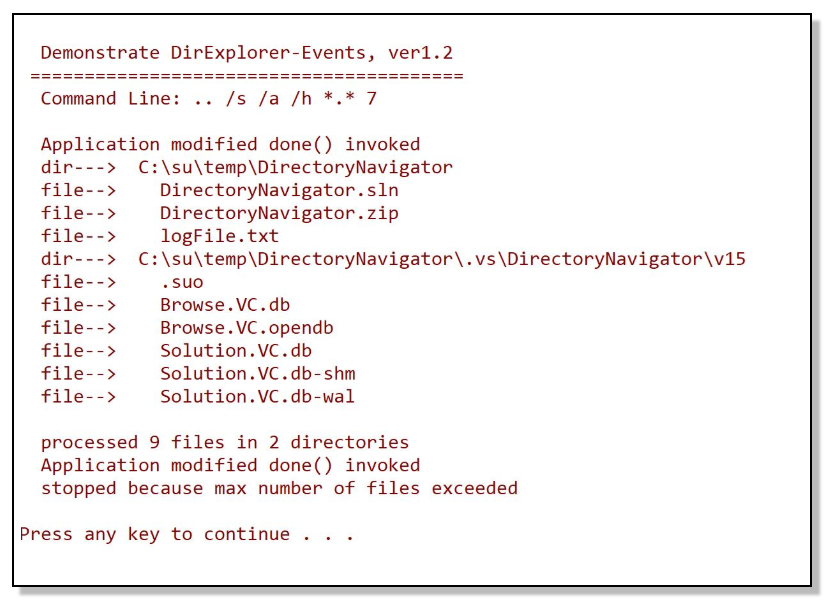 Demonstrate DirExplorer-Events, ver1.2
========================================
Command Line: .. /s /a /h *.* 7
Application modified done() invoked
dir---> C:\su\temp\DirectoryNavigator
file--> DirectoryNavigator.sln
file--> DirectoryNavigator.zip
file--> logFile.txt
dir---> C:\su\temp\DirectoryNavigator\.vs\DirectoryNavigator\v15
file--> .suo
file--> Browse.VC.db
file--> Browse.VC.opendb
file--> Solution.VC.db
file--> Solution.VC.db-shm
file--> Solution.VC.db-wal
processed 9 files in 2 directories
Application modified done() invoked
stopped because max number of files exceeded
Press any key to continue . . .